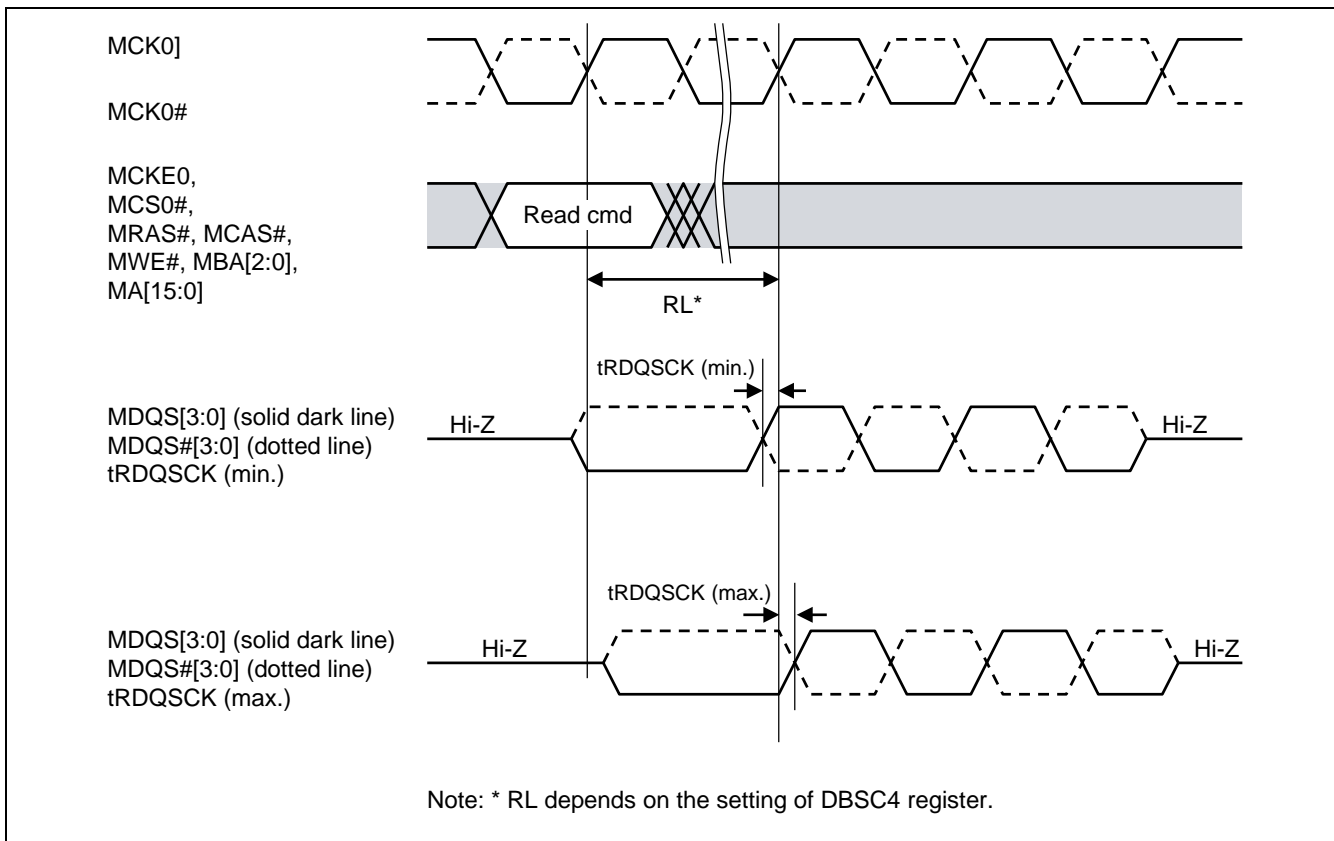 MCK0]
MCK0#
MCKE0,
MCS0#,
MRAS#, MCAS#,
MWE#, MBA[2:0],
MA[15:0]
Read cmd
RL*
tRDQSCK (min.)
MDQS[3:0] (solid dark line)
MDQS#[3:0] (dotted line)
tRDQSCK (min.)
Hi-Z
Hi-Z
tRDQSCK (max.)
MDQS[3:0] (solid dark line)
MDQS#[3:0] (dotted line)
tRDQSCK (max.)
Hi-Z
Hi-Z
Note: * RL depends on the setting of DBSC4 register.